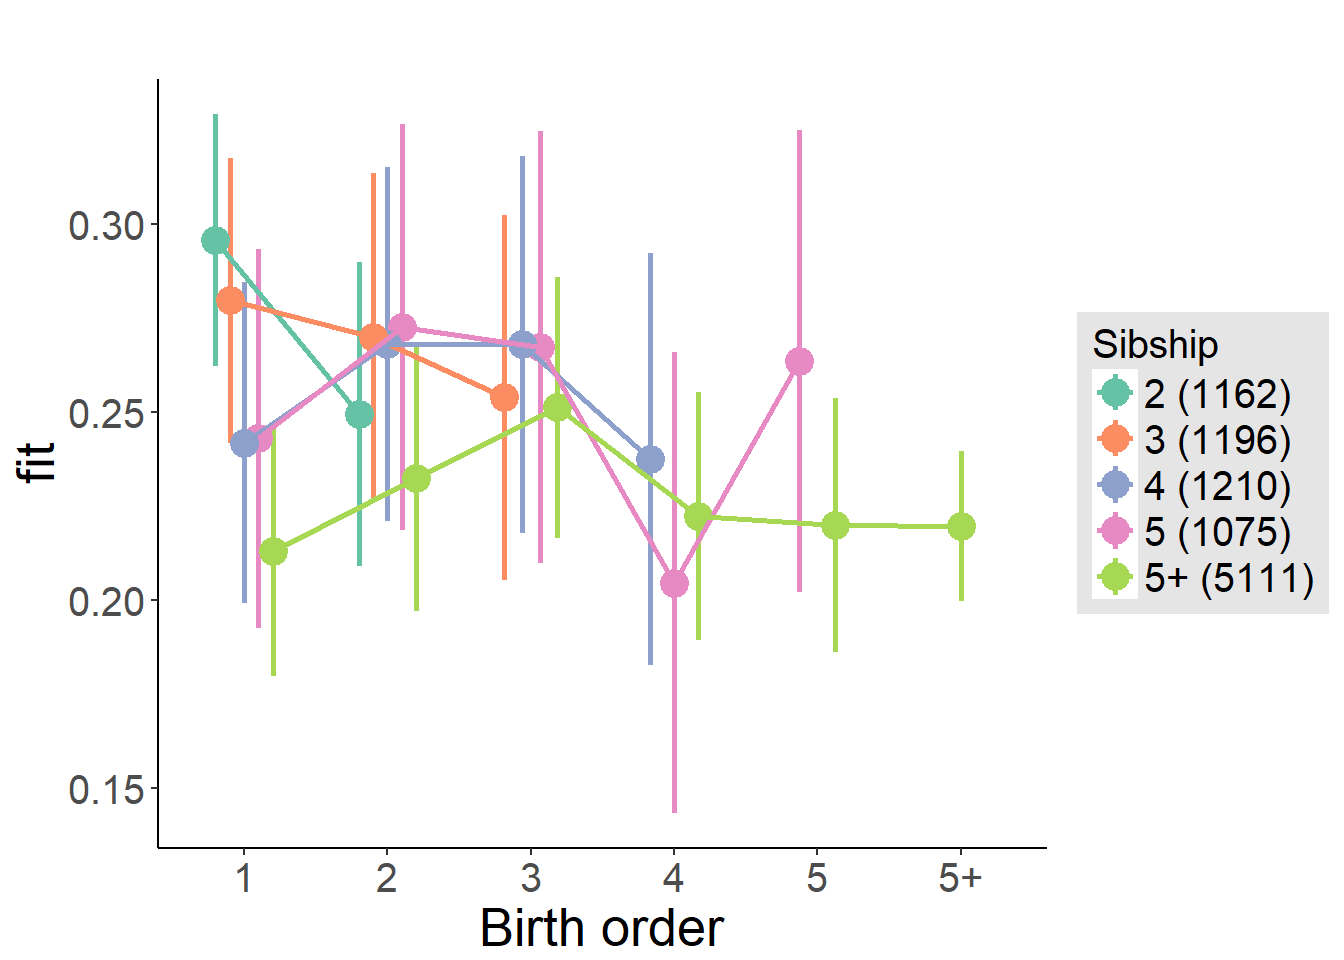 0.30
0.25
0.20
0.15
fit
1 2 3 4 5 5+
Birth order
Sibship
2 (1162)
3 (1196)
4 (1210)
5 (1075)
5+ (5111)